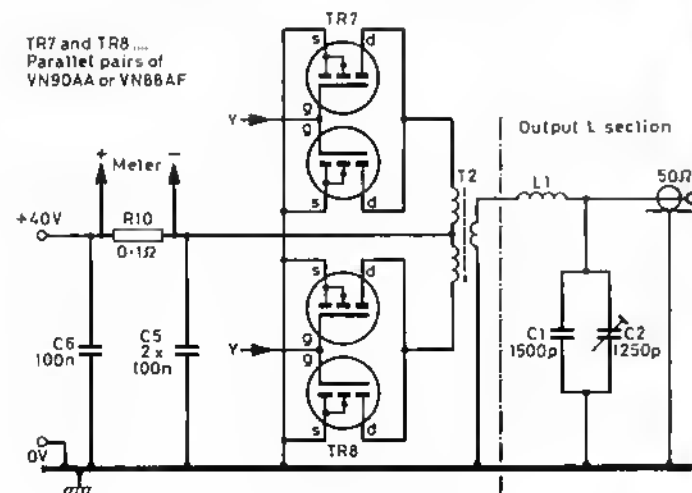 TR7
TR7 and TR8 ....
Parallel pairs of
VN90AA or VN88AF
s
d
g
Y
g
s
d
Output L section
+
Meter
−
T2
L1
50Ω
+40V
R10
0·1Ω
s
d
g
Y
g
s
d
C6
100n
C5
2 x
100n
C1
1500p
C2
1250p
0V
TR8